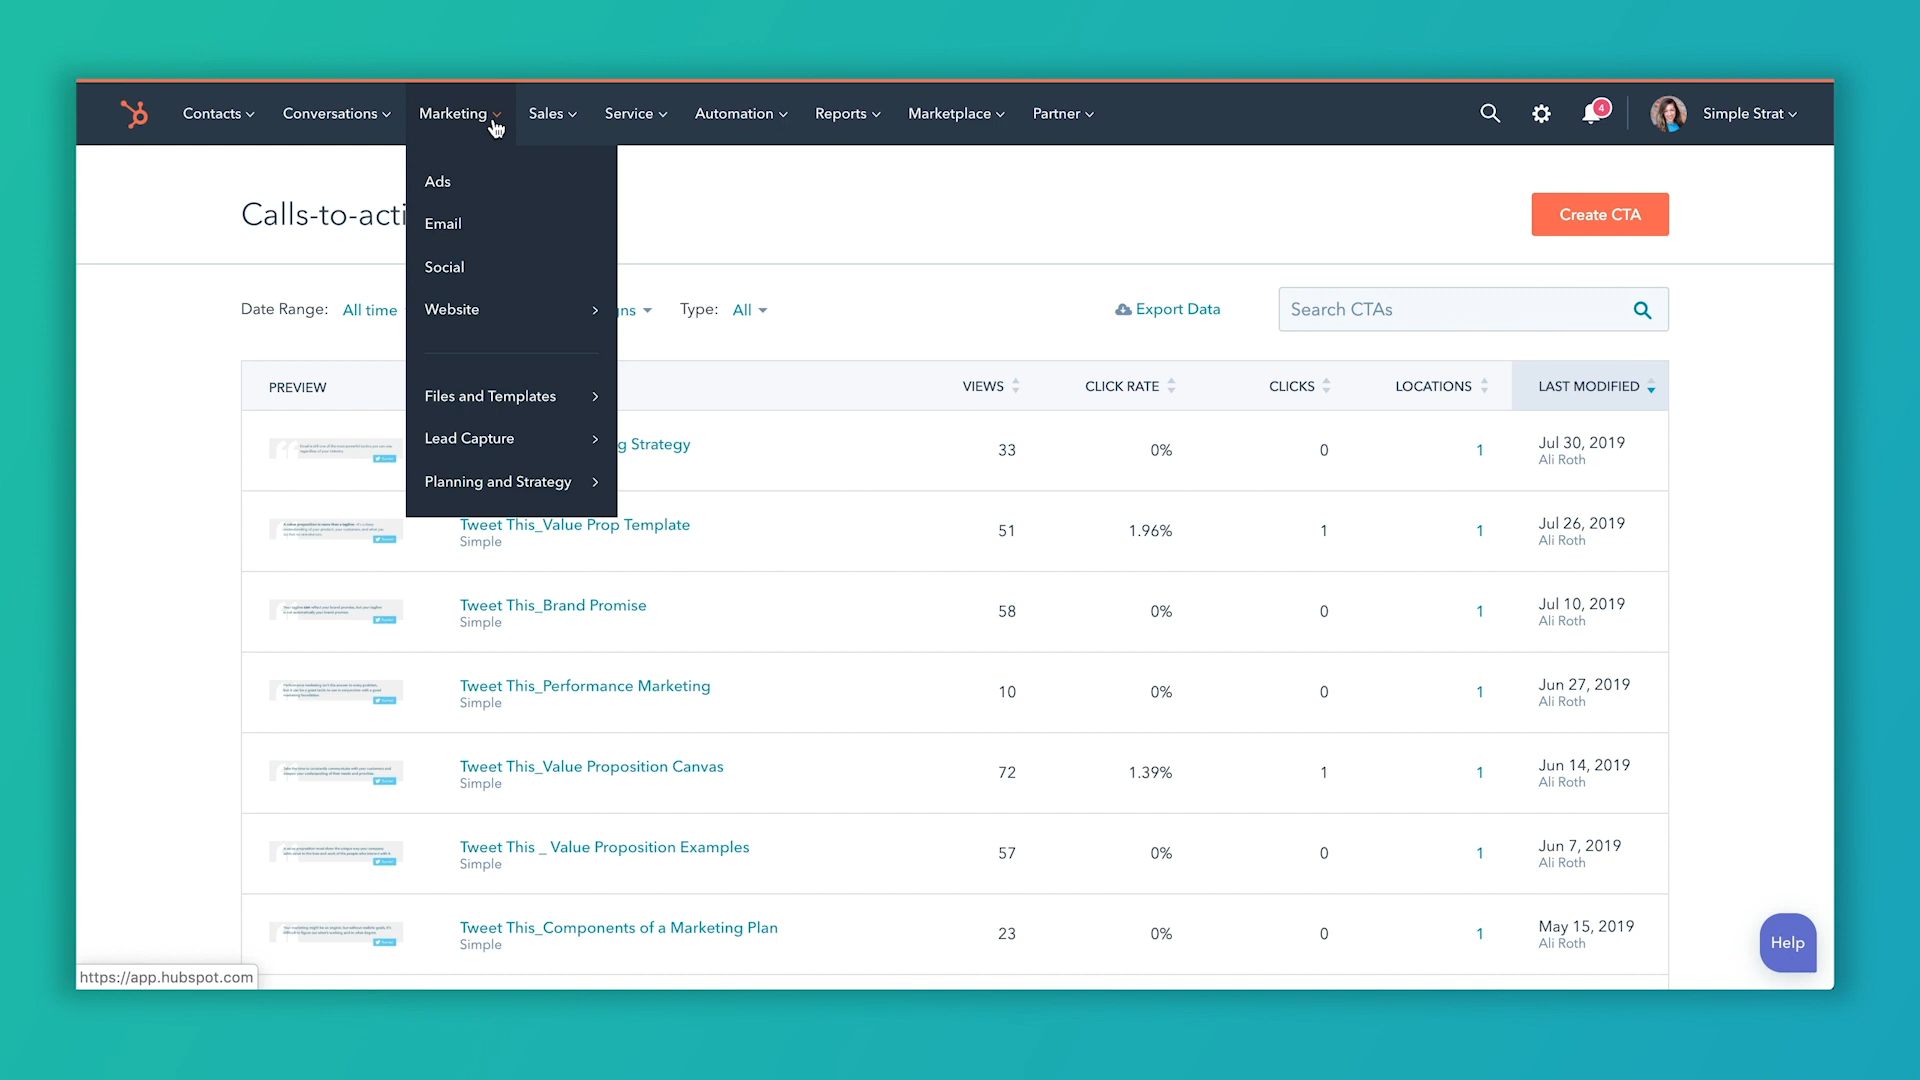 Contacts Conversations Marketing Sales Service Automation Reports Marketplace Partner 4 Simple Strat
Ads
Email
Social
Website
Files and Templates
Lead Capture
Planning and Strategy
Calls-to-acti
Create CTA
Date Range: All time ns Type: All Export Data Search CTAs
PREVIEW VIEWS CLICK RATE CLICKS LOCATIONS LAST MODIFIED
g Strategy 33 0% 0 1 Jul 30, 2019
Ali Roth
Tweet This_Value Prop Template 51 1.96% 1 1 Jul 26, 2019
Simple Ali Roth
Tweet This_Brand Promise 58 0% 0 1 Jul 10, 2019
Simple Ali Roth
Tweet This_Performance Marketing 10 0% 0 1 Jun 27, 2019
Simple Ali Roth
Tweet This_Value Proposition Canvas 72 1.39% 1 1 Jun 14, 2019
Simple Ali Roth
Tweet This _ Value Proposition Examples 57 0% 0 1 Jun 7, 2019
Simple Ali Roth
Tweet This_Components of a Marketing Plan 23 0% 0 1 May 15, 2019
Simple Ali Roth
Help
https://app.hubspot.com